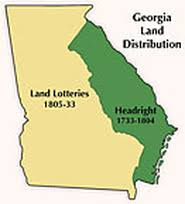 Georgia
Land
Distribution
Land Lotteries
1805-33
Headright
1733-1804